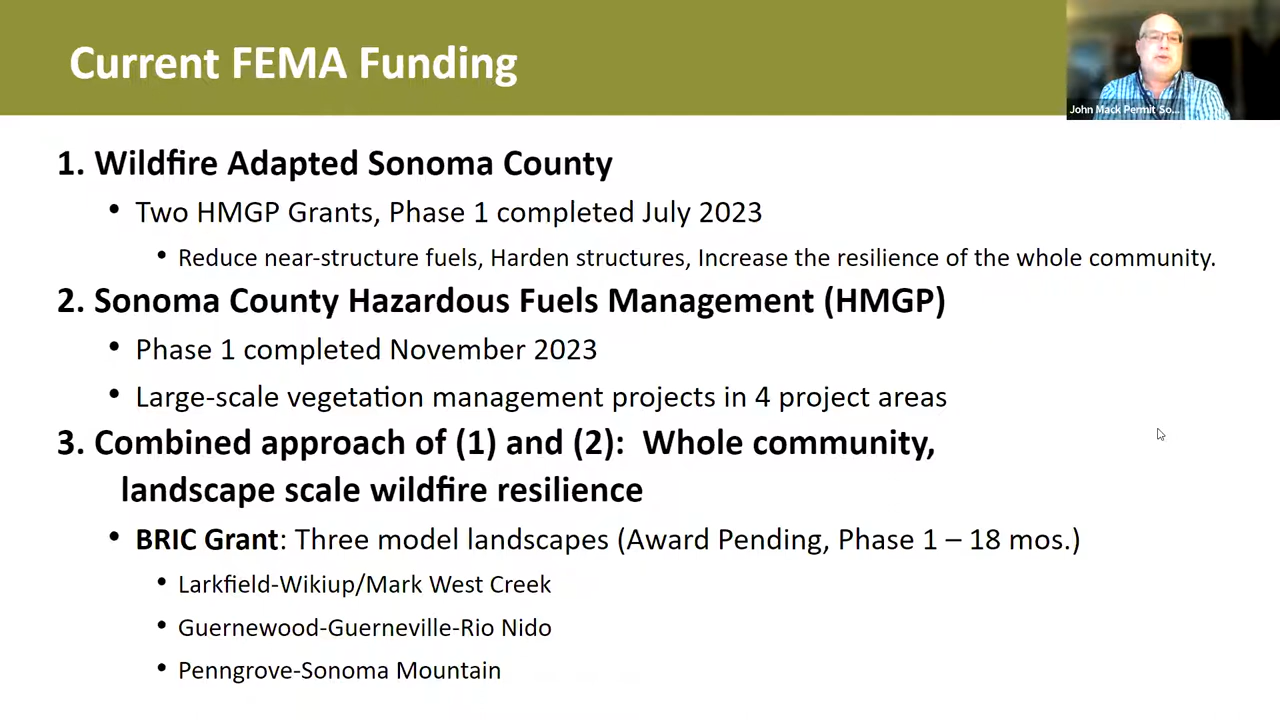 Current FEMA Funding
John Mack Permit So...
1. Wildfire Adapted Sonoma County
• Two HMGP Grants, Phase 1 completed July 2023
• Reduce near-structure fuels, Harden structures, Increase the resilience of the whole community.
2. Sonoma County Hazardous Fuels Management (HMGP)
• Phase 1 completed November 2023
• Large-scale vegetation management projects in 4 project areas
3. Combined approach of (1) and (2): Whole community,
landscape scale wildfire resilience
• BRIC Grant: Three model landscapes (Award Pending, Phase 1 – 18 mos.)
• Larkfield-Wikiup/Mark West Creek
• Guernewood-Guerneville-Rio Nido
• Penngrove-Sonoma Mountain